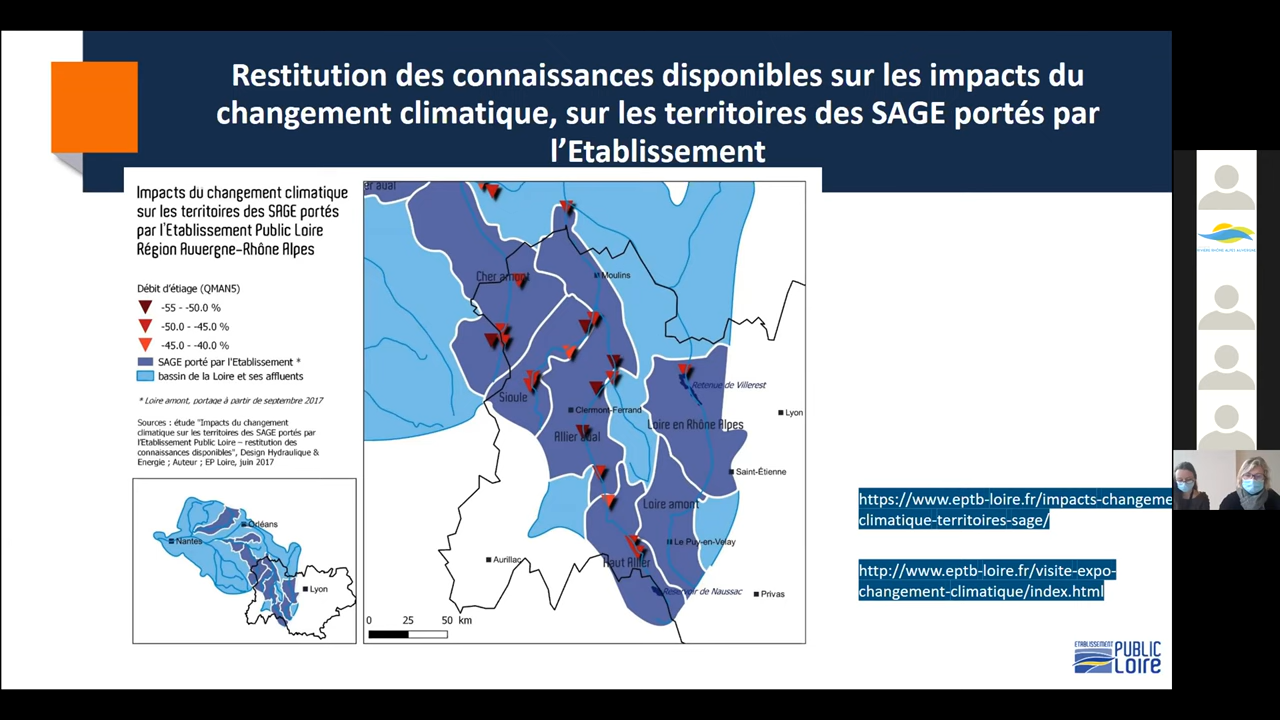 Restitution des connaissances disponibles sur les impacts du
changement climatique, sur les territoires des SAGE portés par
l'Etablissement
Impacts du changement climatique
sur les territoires des SAGE portés
par l'Etablissement Public Loire
Région Auvergne-Rhône Alpes
Débit d'étiage (QMAN5)
-55 - -50.0 %
-50.0 - -45.0 %
-45.0 - -40.0 %
SAGE porté par l'Etablissement *
bassin de la Loire et ses affluents
* Loire amont, portage à partir de septembre 2017
Sources : étude "Impacts du changement
climatique sur les territoires des SAGE portés par
l'Etablissement Public Loire – restitution des
connaissances disponibles", Design Hydraulique &
Energie ; Auteur ; EP Loire, juin 2017
Orléans
Nantes
Lyon
er aval
Cher amont
Moulins
Retenue de Villerest
Sioule
Clermont-Ferrand
Lyon
Loire en Rhône Alpes
Allier aval
Saint-Étienne
Loire amont
Le Puy-en-Velay
Aurillac
Haut Allier
Réservoir de Naussac
Privas
0 25 50 km
https://www.eptb-loire.fr/impacts-changeme
climatique-territoires-sage/
http://www.eptb-loire.fr/visite-expo-
changement-climatique/index.html
ETABLISSEMENT
PUBLIC
LOIRE